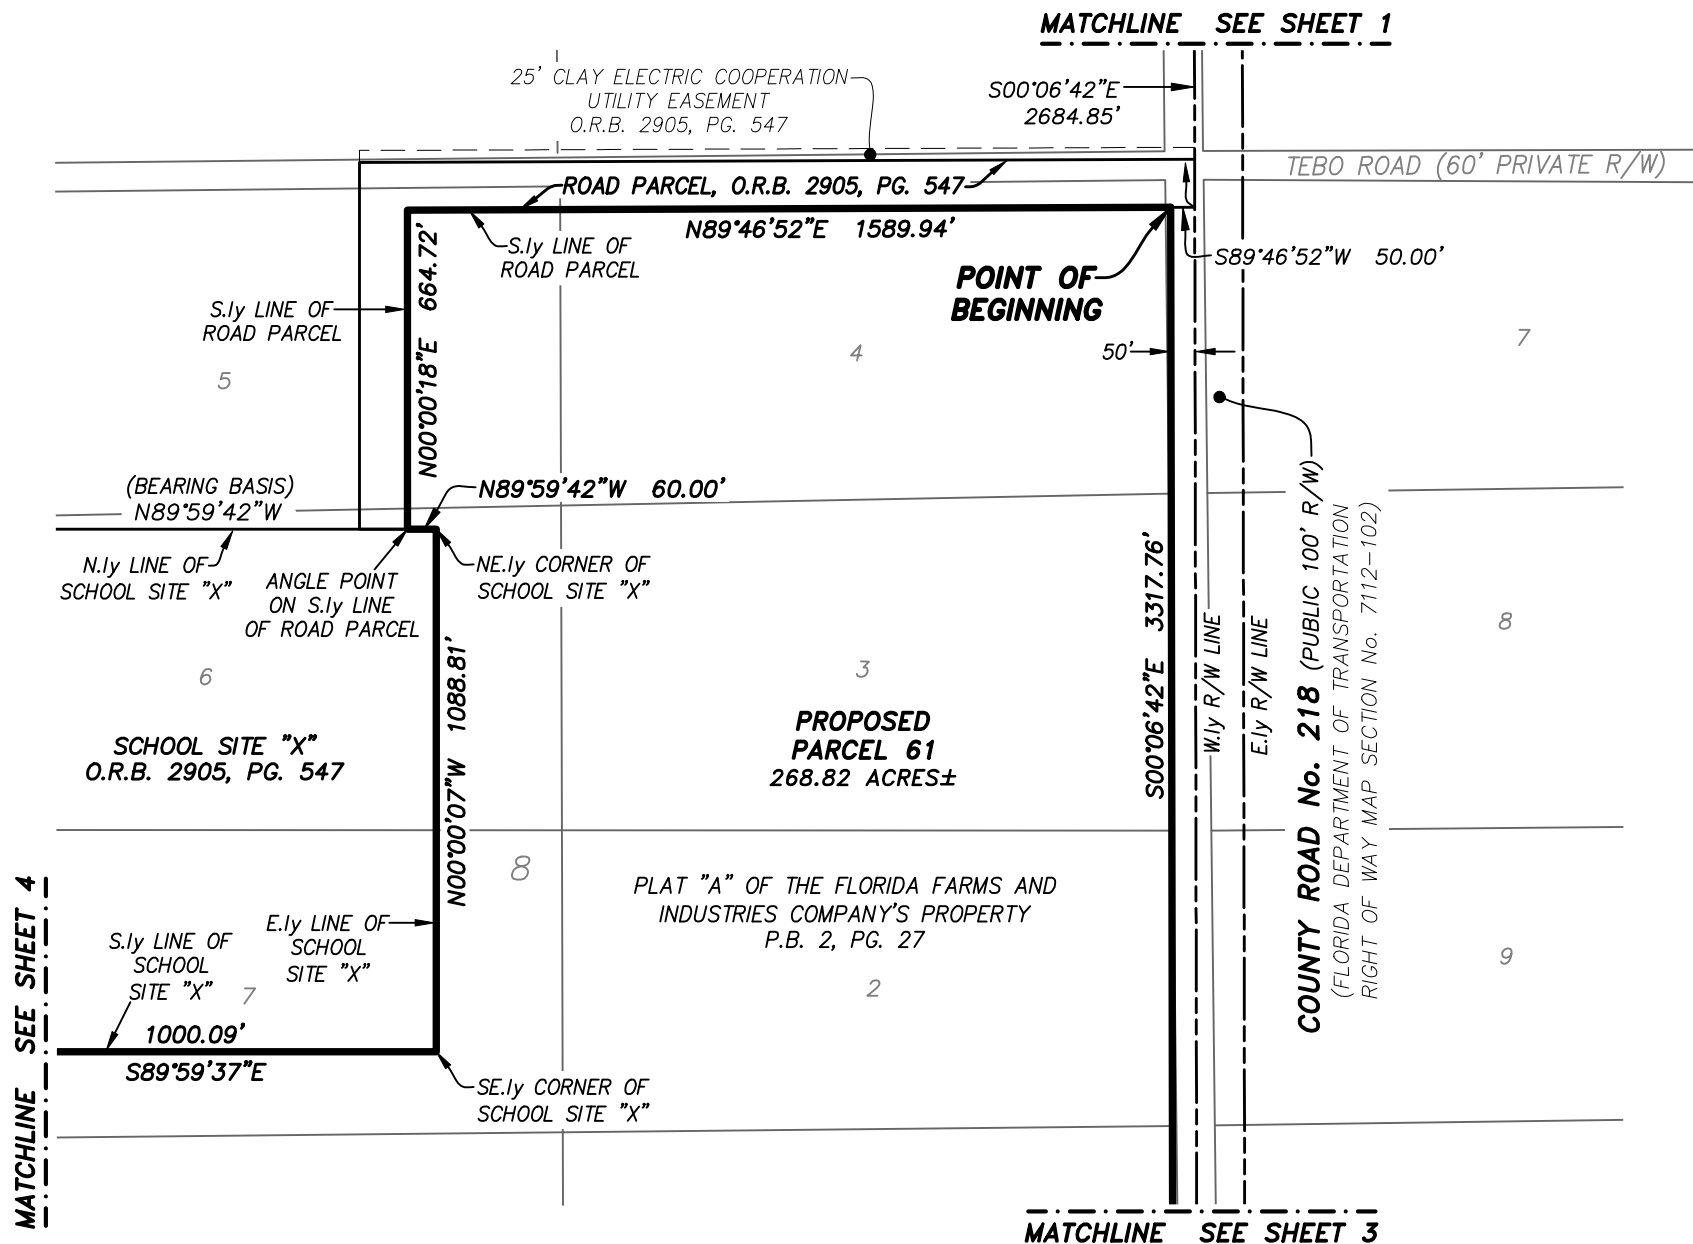 MATCHLINE SEE SHEET 1
25' CLAY ELECTRIC COOPERATION
UTILITY EASEMENT
O.R.B. 2905, PG. 547
S00°06'42"E
2684.85'
TEBO ROAD (60' PRIVATE R/W)
ROAD PARCEL, O.R.B. 2905, PG. 547
N89°46'52"E 1589.94'
S.ly LINE OF
ROAD PARCEL
S89°46'52"W 50.00'
POINT OF
BEGINNING
S.ly LINE OF
ROAD PARCEL
N00°00'18"E 664.72'
50'
4
5
7
(BEARING BASIS)
N89°59'42"W
N89°59'42"W 60.00'
N.ly LINE OF
SCHOOL SITE "X"
ANGLE POINT
ON S.ly LINE
OF ROAD PARCEL
NE.ly CORNER OF
SCHOOL SITE "X"
S00°06'42"E 3317.76'
W.ly R/W LINE
E.ly R/W LINE
COUNTY ROAD No. 218 (PUBLIC 100' R/W)
(FLORIDA DEPARTMENT OF TRANSPORTATION
RIGHT OF WAY MAP SECTION No. 7112-102)
8
6
3
SCHOOL SITE "X"
O.R.B. 2905, PG. 547
N00°00'07"W 1088.81'
PROPOSED
PARCEL 61
268.82 ACRES±
8
PLAT "A" OF THE FLORIDA FARMS AND
INDUSTRIES COMPANY'S PROPERTY
P.B. 2, PG. 27
2
9
E.ly LINE OF
SCHOOL
SITE "X"
S.ly LINE OF
SCHOOL
SITE "X"
7
1000.09'
S89°59'37"E
SE.ly CORNER OF
SCHOOL SITE "X"
MATCHLINE SEE SHEET 4
MATCHLINE SEE SHEET 3